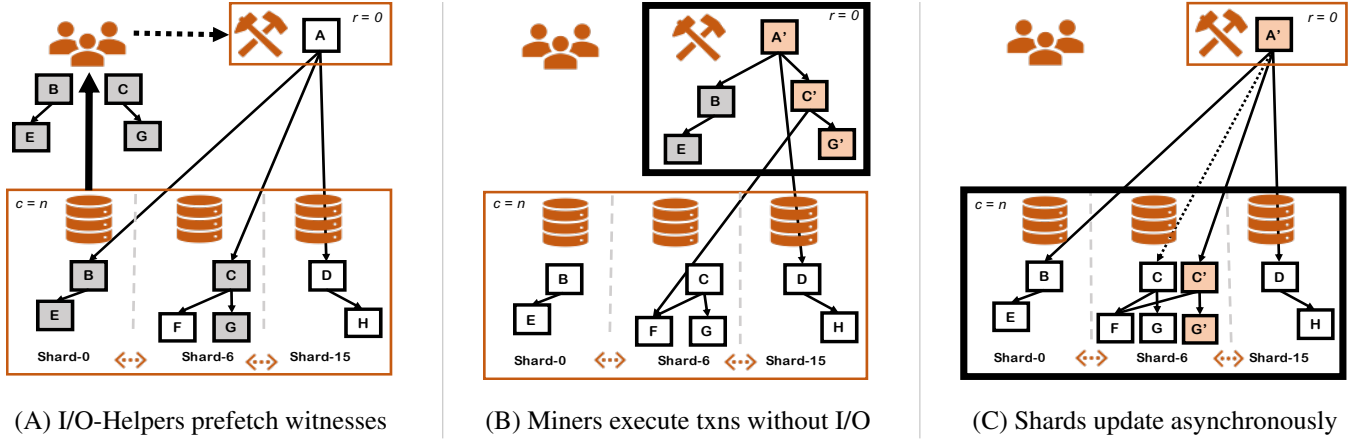 r = 0
A
B
C
E
G
c = n
B
C
D
E
F
G
H
Shard-0
Shard-6
Shard-15
(A) I/O-Helpers prefetch witnesses
r = 0
A'
B
C'
E
G'
c = n
B
C
D
E
F
G
H
Shard-0
Shard-6
Shard-15
(B) Miners execute txns without I/O
r = 0
A'
c = n
B
C
C'
D
E
F
G
G'
H
Shard-0
Shard-6
Shard-15
(C) Shards update asynchronously